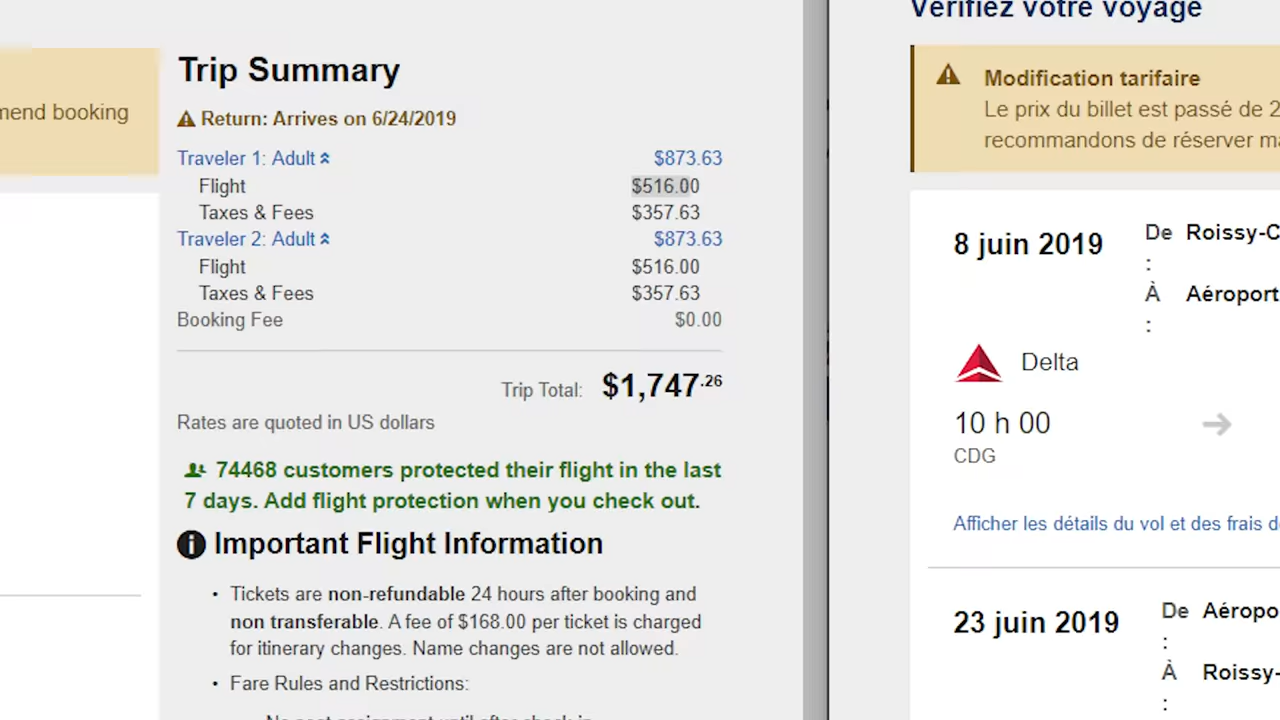 mend booking
Trip Summary
Return: Arrives on 6/24/2019
Traveler 1: Adult $873.63
Flight $516.00
Taxes & Fees $357.63
Traveler 2: Adult $873.63
Flight $516.00
Taxes & Fees $357.63
Booking Fee $0.00
Trip Total: $1,747.26
Rates are quoted in US dollars
74468 customers protected their flight in the last
7 days. Add flight protection when you check out.
Important Flight Information
• Tickets are non-refundable 24 hours after booking and
non transferable. A fee of $168.00 per ticket is charged
for itinerary changes. Name changes are not allowed.
• Fare Rules and Restrictions:
No seat assignment until after check-in
Vérifiez votre voyage
Modification tarifaire
Le prix du billet est passé de 2
recommandons de réserver ma
8 juin 2019
De Roissy-C
:
À Aéroport
:
Delta
10 h 00
CDG
Afficher les détails du vol et des frais d
23 juin 2019
De Aéropo
:
À Roissy-
: